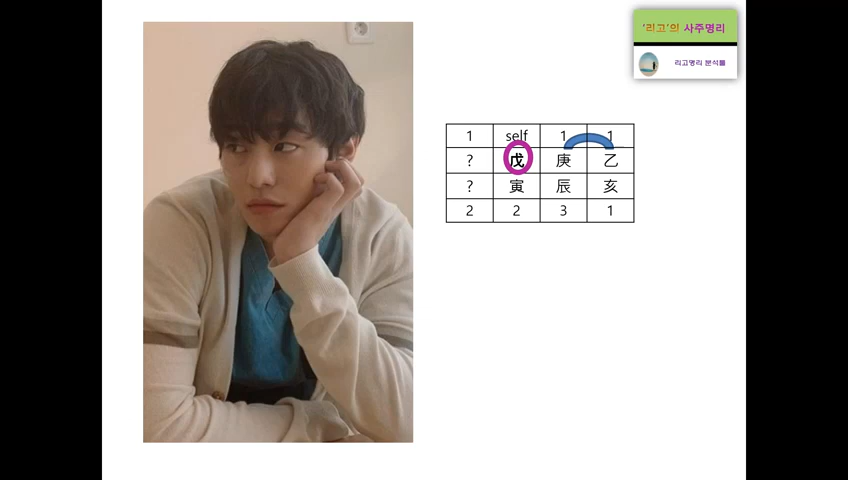 '리고'의 사주명리
리고명리 분석틀
1 self 1 1
? 戊 庚 乙
? 寅 辰 亥
2 2 3 1